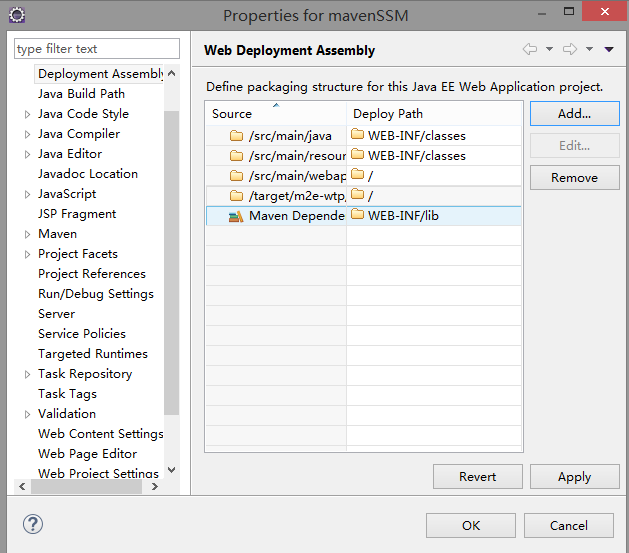 Properties for mavenSSM
type filter text
Deployment Assembly
Java Build Path
Java Code Style
Java Compiler
Java Editor
Javadoc Location
JavaScript
JSP Fragment
Maven
Project Facets
Project References
Run/Debug Settings
Server
Service Policies
Targeted Runtimes
Task Repository
Task Tags
Validation
Web Content Settings
Web Page Editor
Web Project Settings
Web Deployment Assembly
Define packaging structure for this Java EE Web Application project.
Source Deploy Path
/src/main/java WEB-INF/classes
/src/main/resour WEB-INF/classes
/src/main/webap /
/target/m2e-wtp, /
Maven Depende WEB-INF/lib
Add...
Edit...
Remove
Revert Apply
? OK Cancel